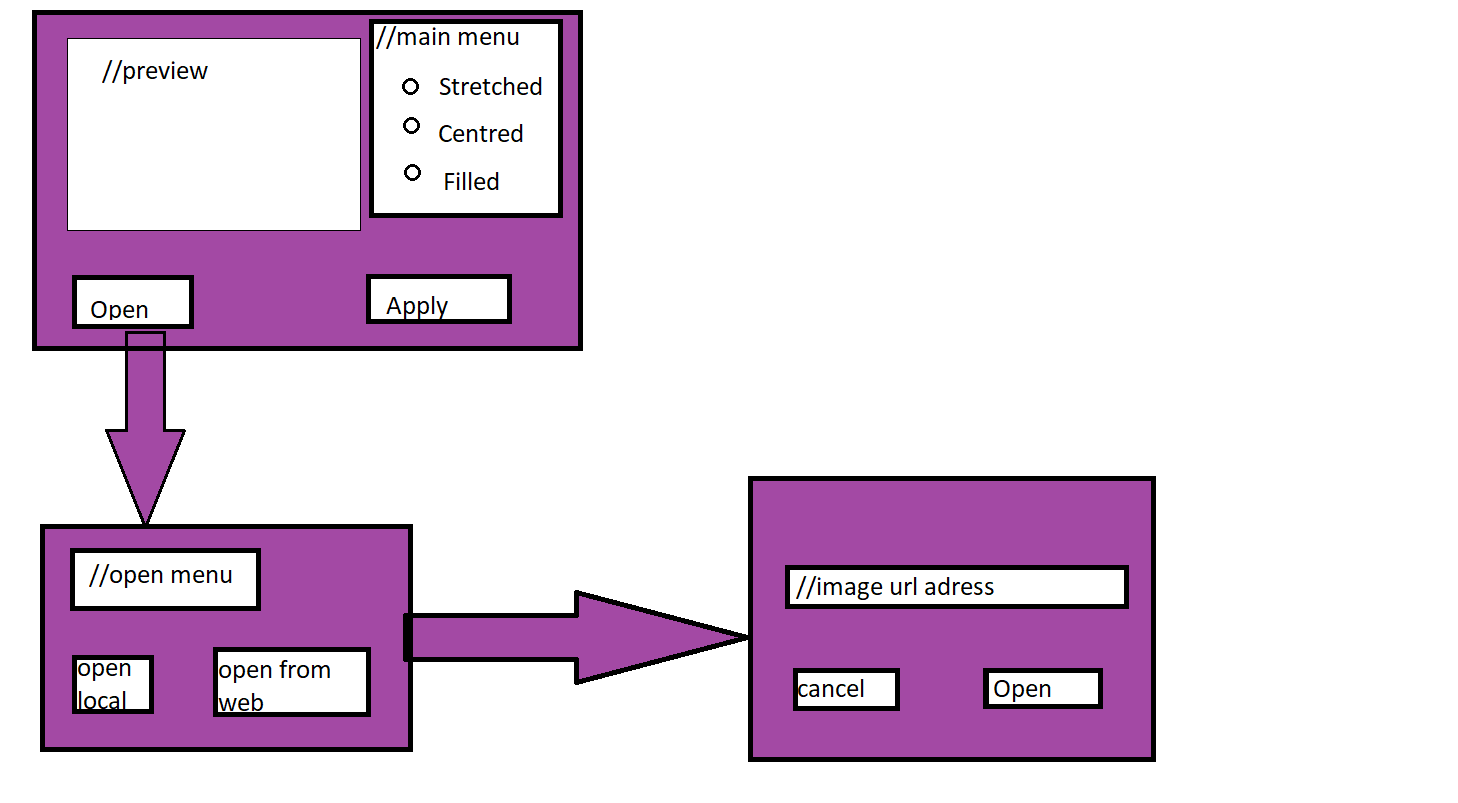 //preview
//main menu
Stretched
Centred
Filled
Open
Apply
//open menu
open
local
open from
web
//image url adress
cancel
Open